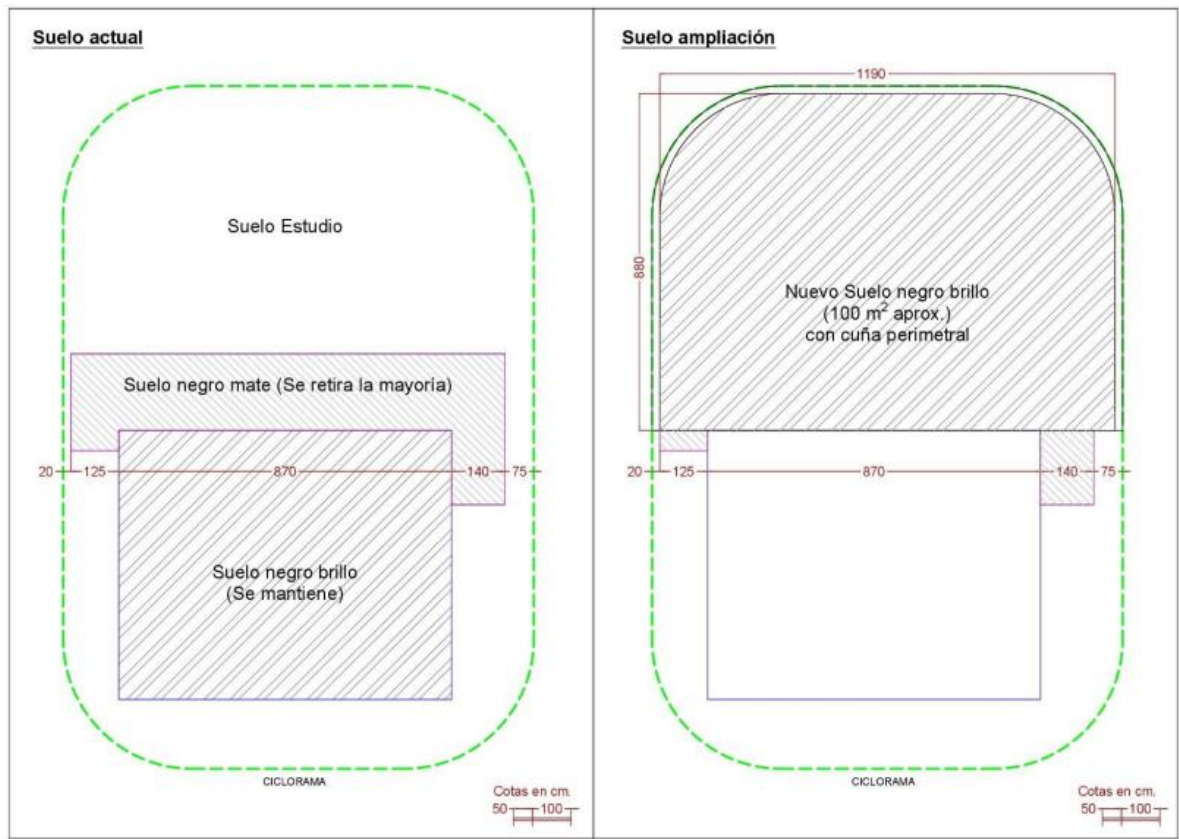 Suelo actual
Suelo Estudio
Suelo negro mate (Se retira la mayoría)
20 125 870 140 75
Suelo negro brillo
(Se mantiene)
CICLORAMA
Cotas en cm.
50 100
Suelo ampliación
1190
880
Nuevo Suelo negro brillo
(100 m² aprox.)
con cuña perimetral
20 125 870 140 75
CICLORAMA
Cotas en cm.
50 100